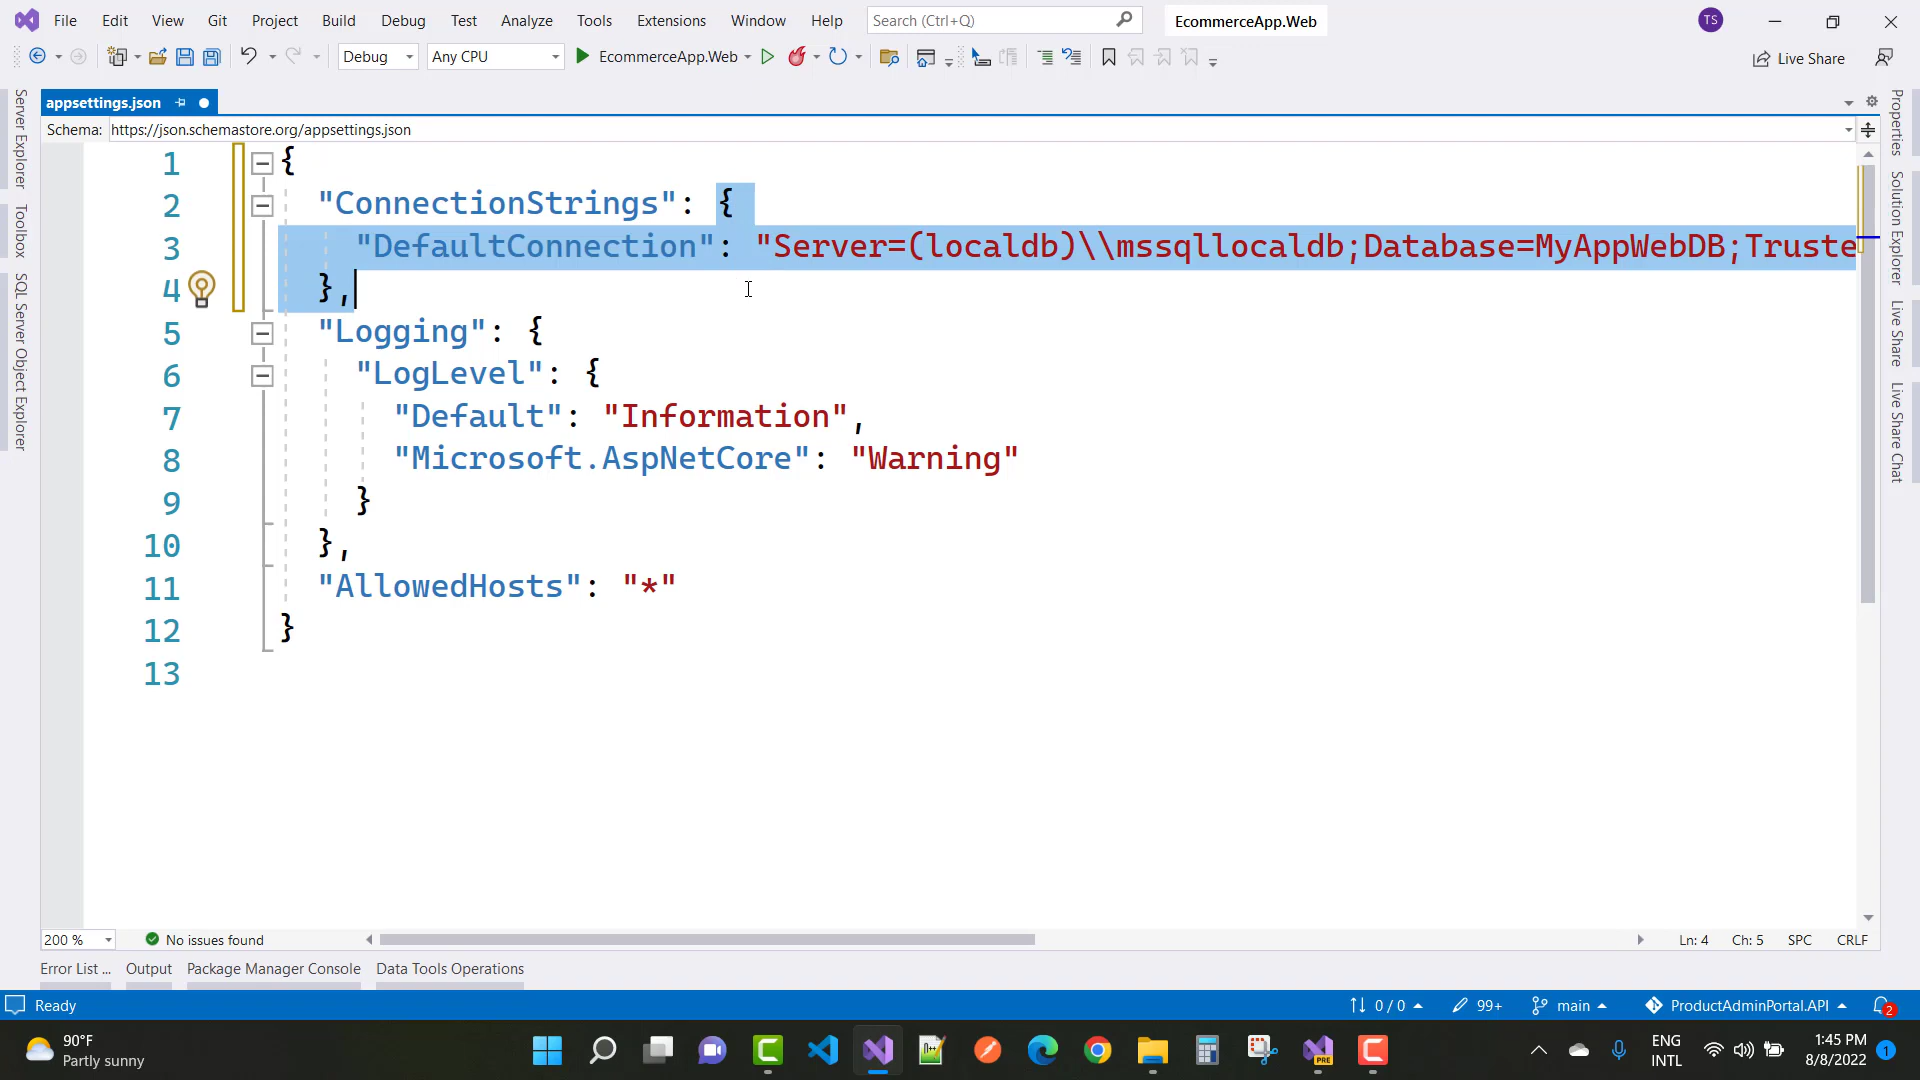 File Edit View Git Project Build Debug Test Analyze Tools Extensions Window Help Search (Ctrl+Q) EcommerceApp.Web TS
Debug Any CPU EcommerceApp.Web Live Share
appsettings.json
Schema: https://json.schemastore.org/appsettings.json
Server Explorer
Toolbox
SQL Server Object Explorer
1 {
2 "ConnectionStrings": {
3 "DefaultConnection": "Server=(localdb)\\mssqllocaldb;Database=MyAppWebDB;Truste
4 },
5 "Logging": {
6 "LogLevel": {
7 "Default": "Information",
8 "Microsoft.AspNetCore": "Warning"
9 }
10 },
11 "AllowedHosts": "*"
12 }
13
Properties
Solution Explorer
Live Share
Live Share Chat
200 % No issues found Ln: 4 Ch: 5 SPC CRLF
Error List ... Output Package Manager Console Data Tools Operations
Ready 0 / 0 99+ main ProductAdminPortal.API 2
90°F
Partly sunny
PRE
ENG
INTL
1:45 PM
8/8/2022
1